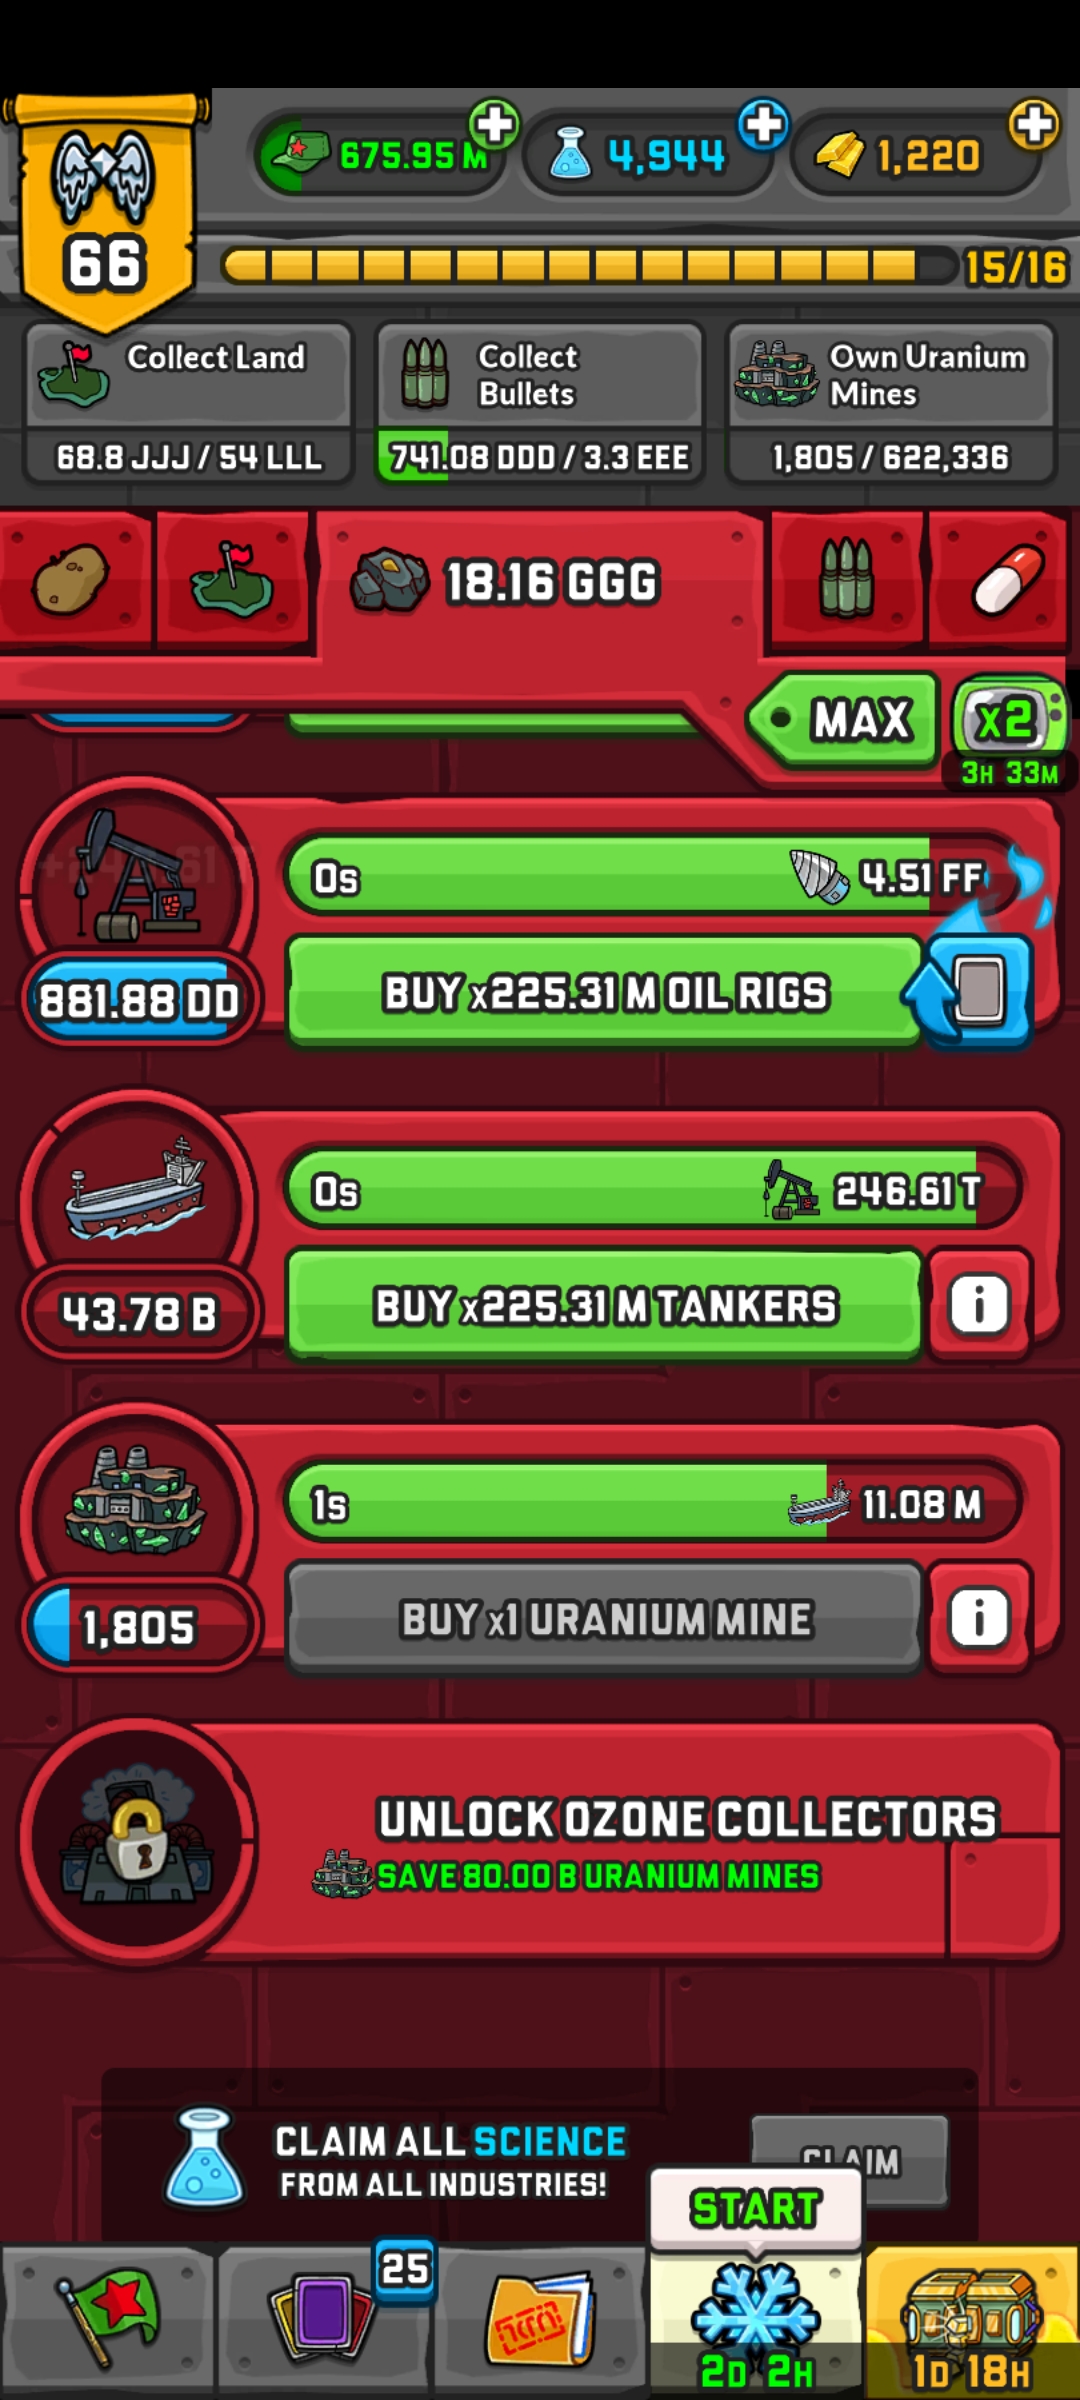 66
675.95 M
4,944
1,220
15/16
Collect Land
68.8 JJJ / 54 LLL
Collect
Bullets
741.08 DDD / 3.3 EEE
Own Uranium
Mines
1,805 / 622,336
18.16 GGG
MAX
x2
3H 33M
0s
4.51 FF
881.88 DD
BUY x225.31 M OIL RIGS
0s
246.61 T
43.78 B
BUY x225.31 M TANKERS
i
1s
11.08 M
1,805
BUY x1 URANIUM MINE
i
UNLOCK OZONE COLLECTORS
SAVE 80.00 B URANIUM MINES
CLAIM ALL SCIENCE
FROM ALL INDUSTRIES!
CLAIM
START
25
2D 2H
1D 18H